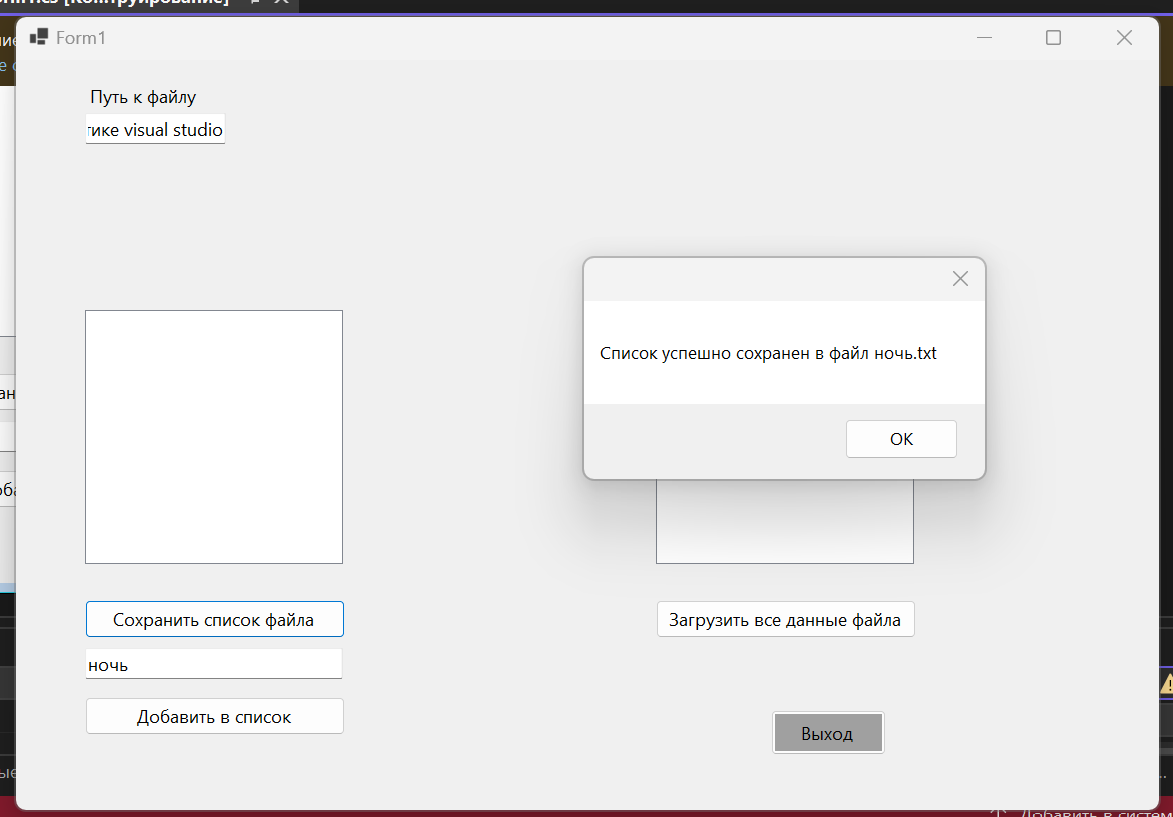 Form1
Путь к файлу
тике visual studio
Список успешно сохранен в файл ночь.txt
OK
Сохранить список файла
Загрузить все данные файла
ночь
Добавить в список
Выход